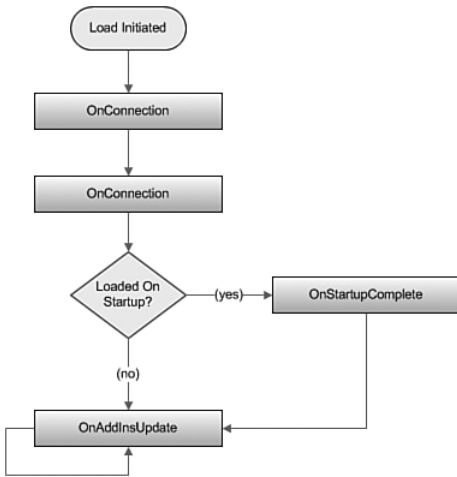 Load Initiated
OnConnection
OnConnection
Loaded On
Startup?
(yes)
OnStartupComplete
(no)
OnAddInsUpdate